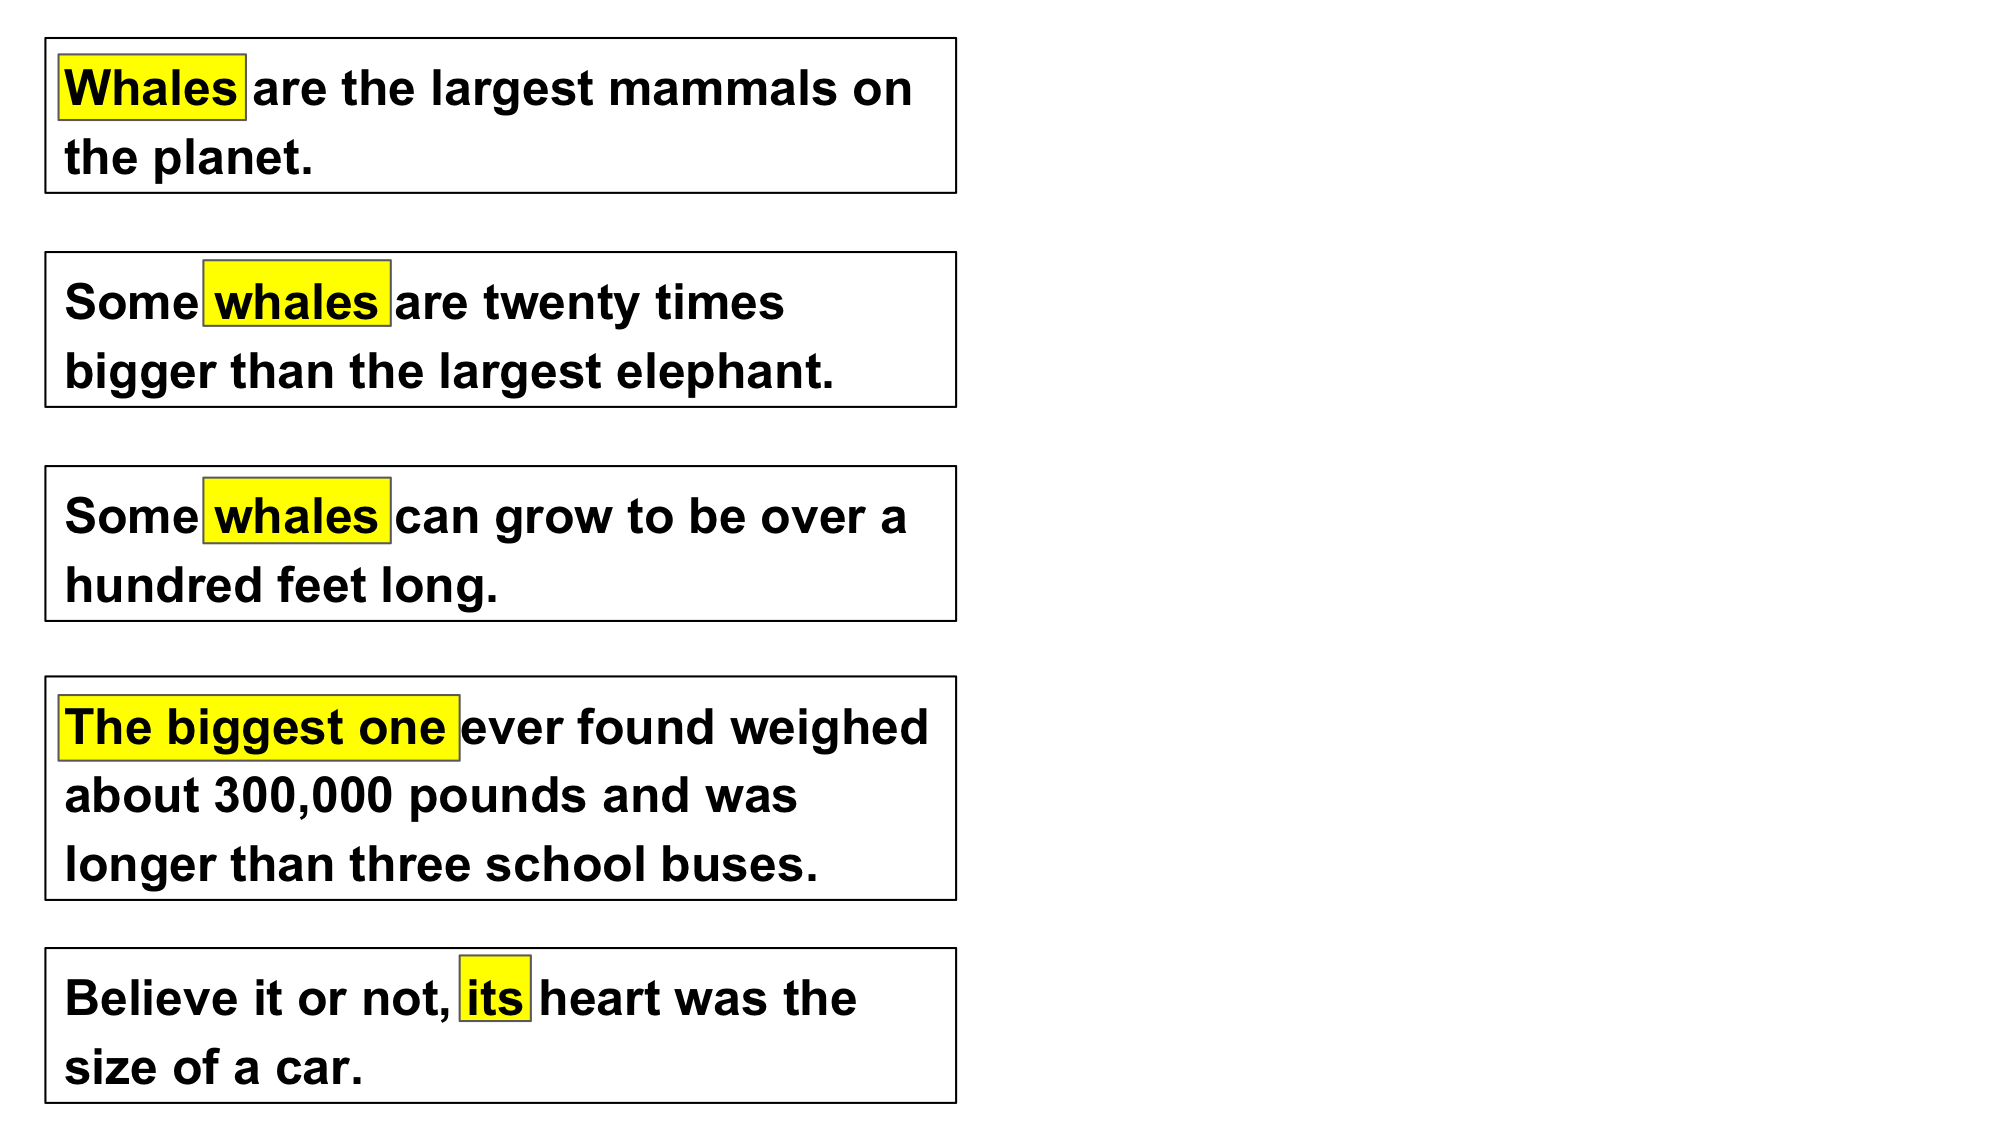 Whales are the largest mammals on
the planet.
Some whales are twenty times
bigger than the largest elephant.
Some whales can grow to be over a
hundred feet long.
The biggest one ever found weighed
about 300,000 pounds and was
longer than three school buses.
Believe it or not, its heart was the
size of a car.